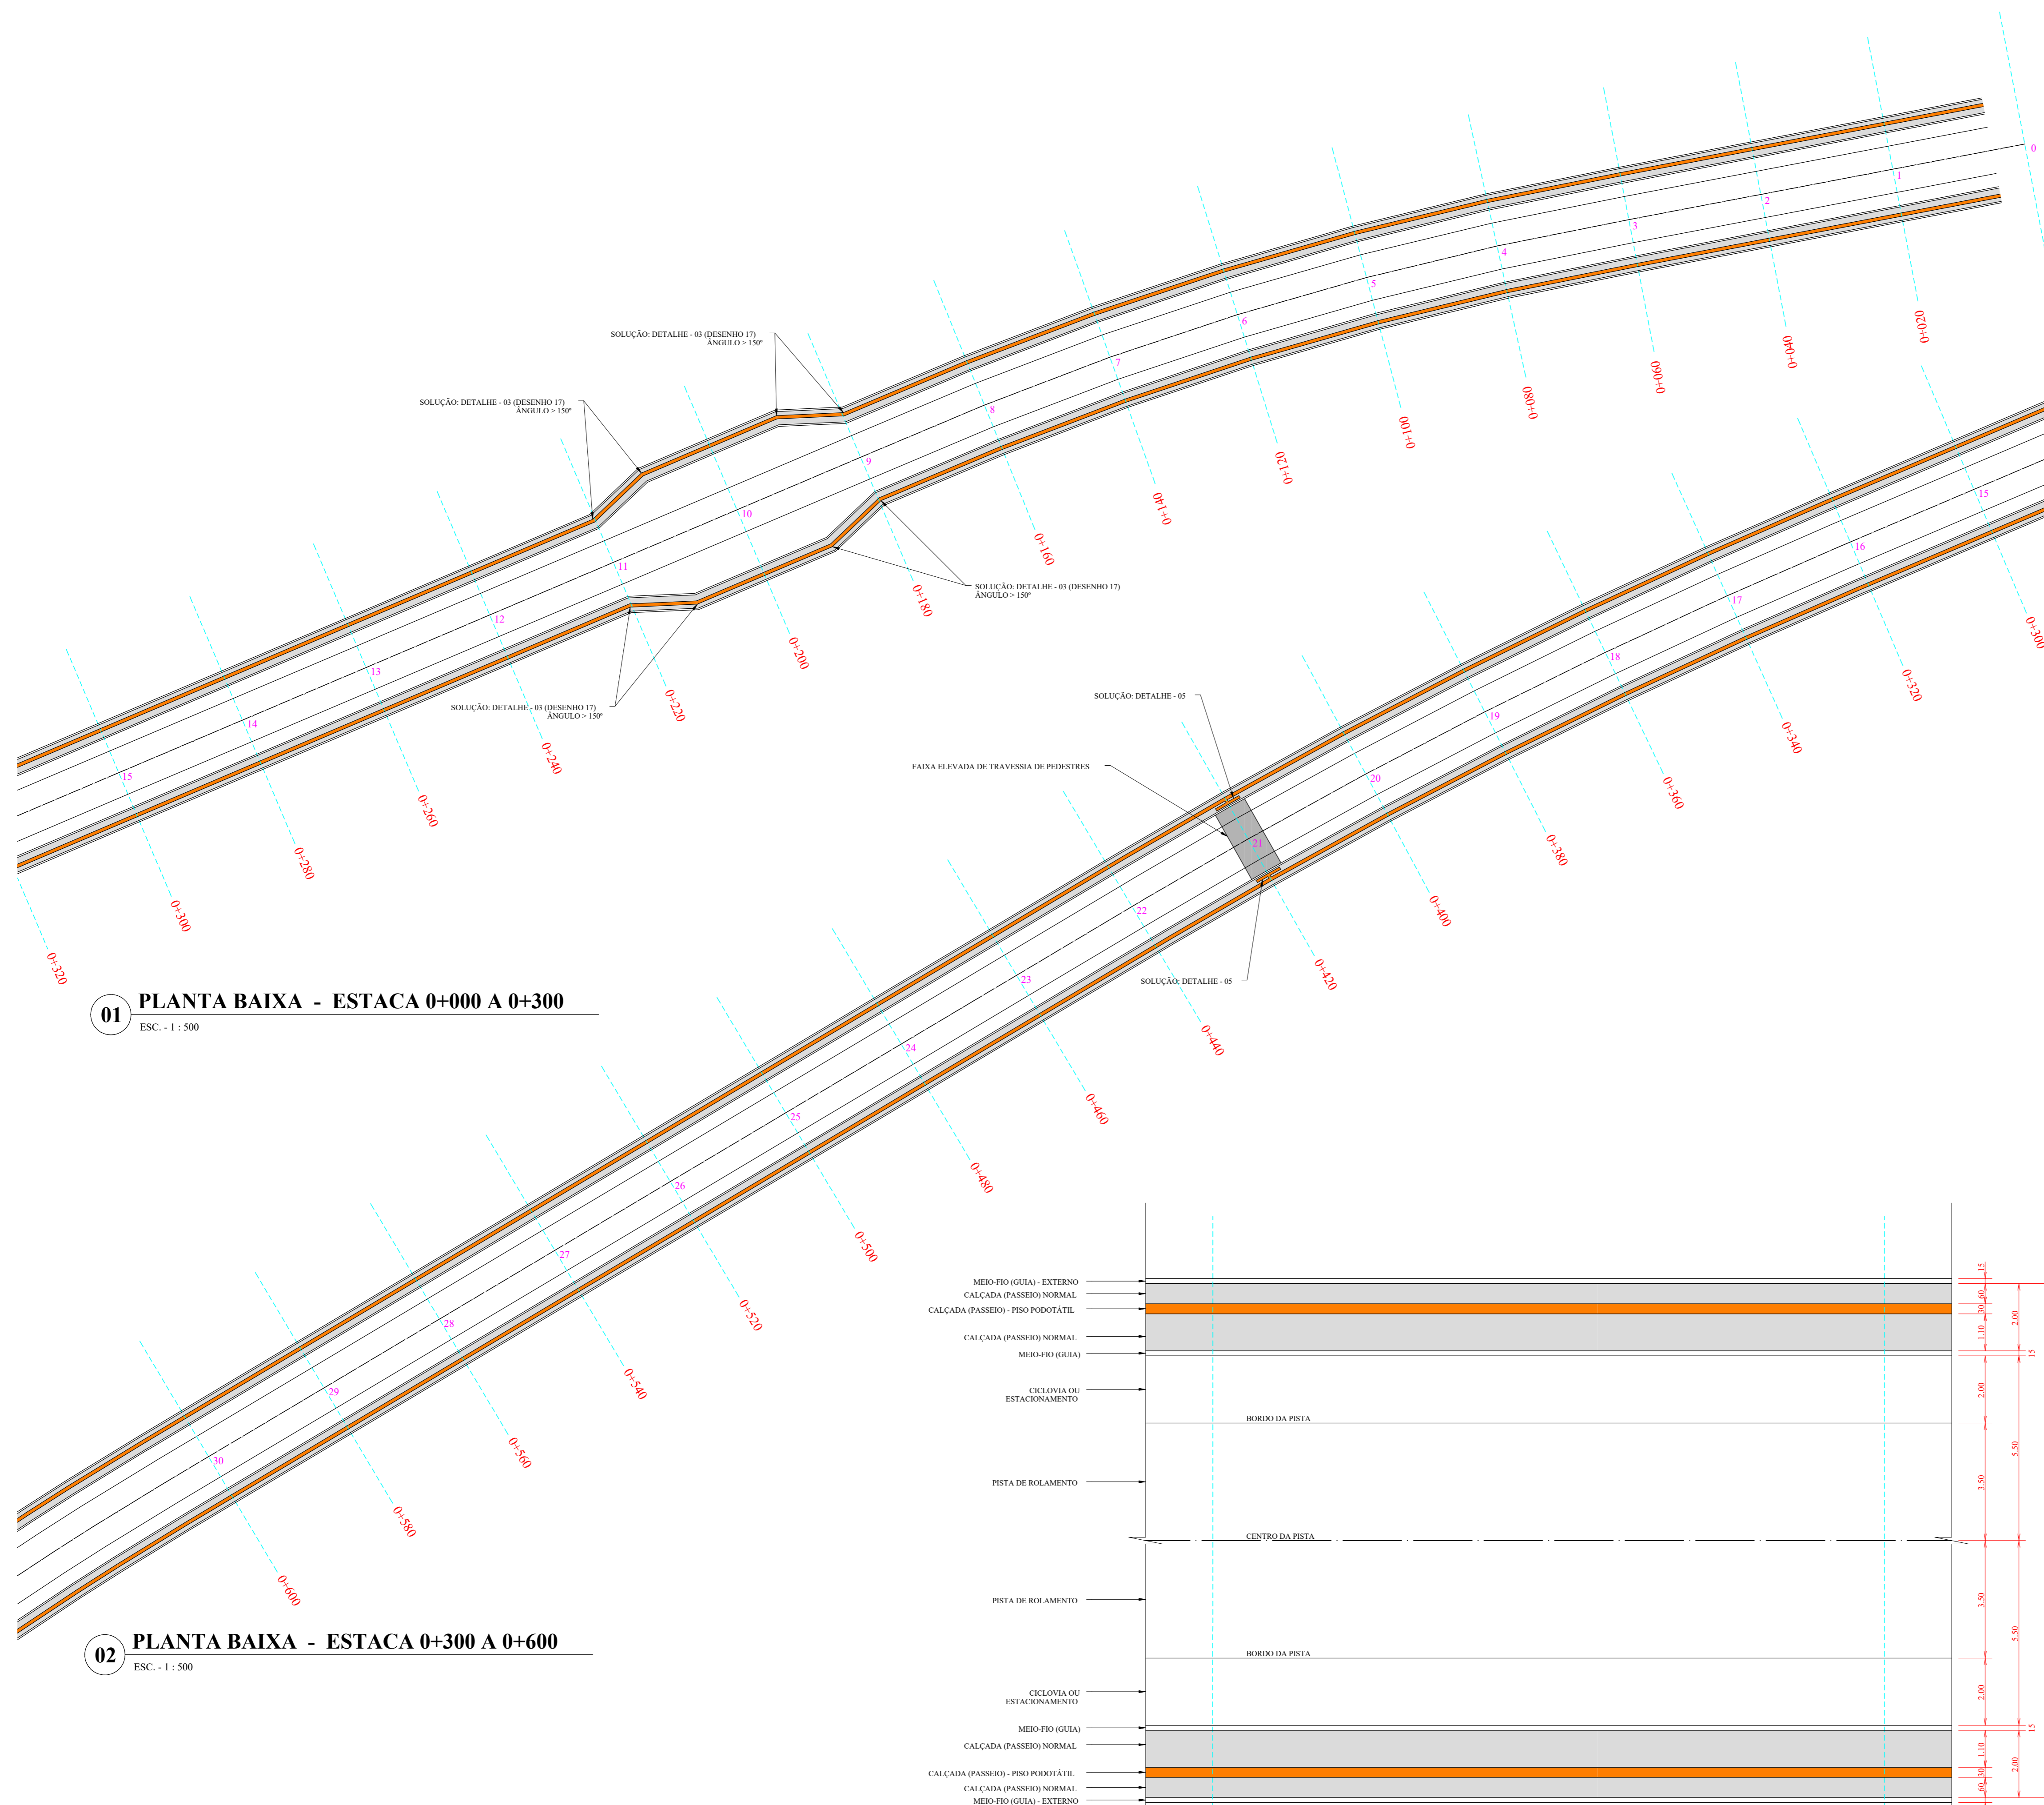 0
1
2
3
4
5
6
7
8
9
10
11
12
13
14
15
0+020
0+040
0+060
0+080
0+100
0+120
0+140
0+160
0+180
0+200
0+220
0+240
0+260
0+280
0+300
0+320
SOLUÇÃO: DETALHE - 03 (DESENHO 17)
ÂNGULO > 150º
SOLUÇÃO: DETALHE - 03 (DESENHO 17)
ÂNGULO > 150º
SOLUÇÃO: DETALHE - 03 (DESENHO 17)
ÂNGULO > 150º
SOLUÇÃO: DETALHE - 03 (DESENHO 17)
ÂNGULO > 150º
01
PLANTA BAIXA - ESTACA 0+000 A 0+300
ESC. - 1 : 500
15
16
17
18
19
20
21
22
23
24
25
26
27
28
29
30
0+300
0+320
0+340
0+360
0+380
0+400
0+420
0+440
0+460
0+480
0+500
0+520
0+540
0+560
0+580
0+600
SOLUÇÃO: DETALHE - 05
FAIXA ELEVADA DE TRAVESSIA DE PEDESTRES
SOLUÇÃO: DETALHE - 05
02
PLANTA BAIXA - ESTACA 0+300 A 0+600
ESC. - 1 : 500
MEIO-FIO (GUIA) - EXTERNO
CALÇADA (PASSEIO) NORMAL
CALÇADA (PASSEIO) - PISO PODOTÁTIL
CALÇADA (PASSEIO) NORMAL
MEIO-FIO (GUIA)
CICLOVIA OU
ESTACIONAMENTO
BORDO DA PISTA
PISTA DE ROLAMENTO
CENTRO DA PISTA
PISTA DE ROLAMENTO
BORDO DA PISTA
CICLOVIA OU
ESTACIONAMENTO
MEIO-FIO (GUIA)
CALÇADA (PASSEIO) NORMAL
CALÇADA (PASSEIO) - PISO PODOTÁTIL
CALÇADA (PASSEIO) NORMAL
MEIO-FIO (GUIA) - EXTERNO
15
60
30
1.10
2.00
15
2.00
3.50
5.50
3.50
2.00
5.50
15
1.10
30
60
2.00